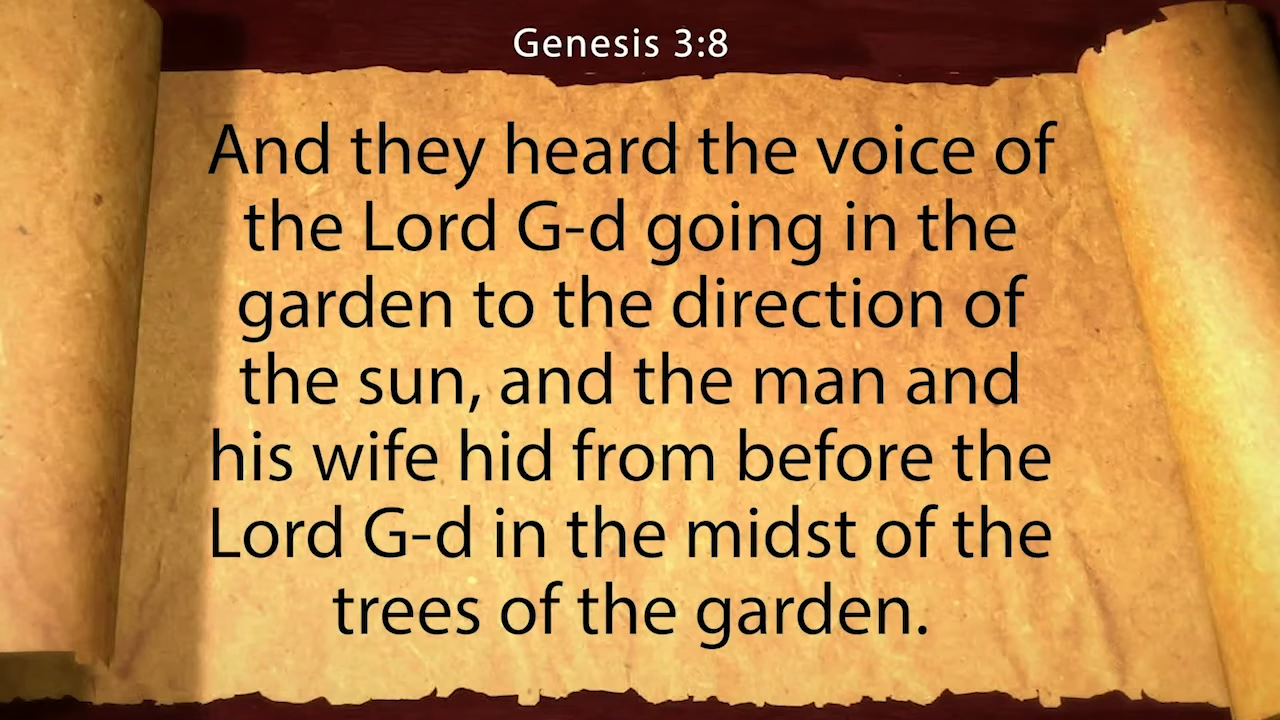 Genesis 3:8
And they heard the voice of
the Lord G-d going in the
garden to the direction of
the sun, and the man and
his wife hid from before the
Lord G-d in the midst of the
trees of the garden.